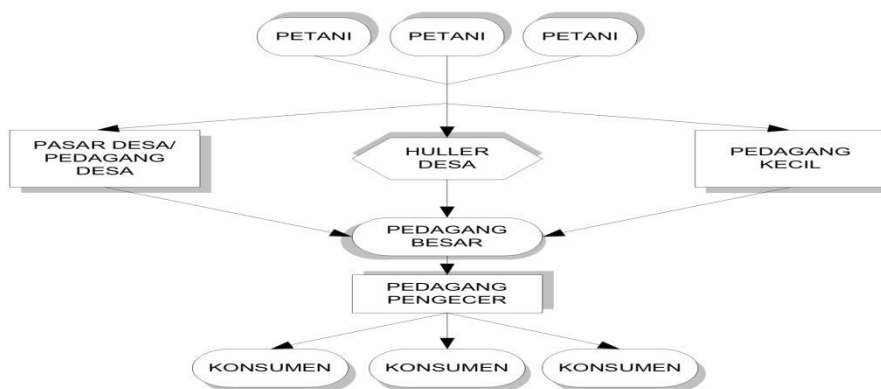 PETANI
PETANI
PETANI
PASAR DESA/
PEDAGANG
DESA
HULLER
DESA
PEDAGANG
KECIL
PEDAGANG
BESAR
PEDAGANG
PENGECER
KONSUMEN
KONSUMEN
KONSUMEN